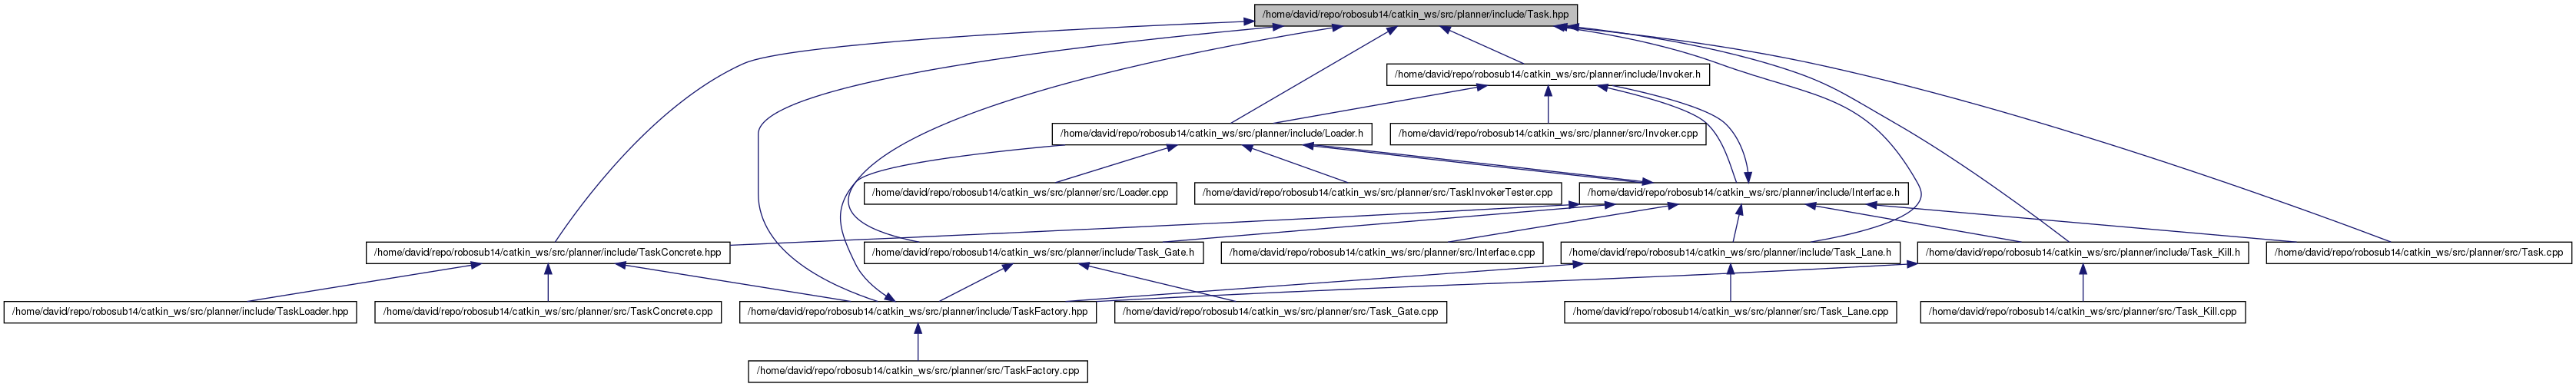 /home/david/repo/robosub14/catkin_ws/src/planner/include/Task.hpp
/home/david/repo/robosub14/catkin_ws/src/planner/include/Invoker.h
/home/david/repo/robosub14/catkin_ws/src/planner/include/Loader.h
/home/david/repo/robosub14/catkin_ws/src/planner/src/Invoker.cpp
/home/david/repo/robosub14/catkin_ws/src/planner/src/Loader.cpp
/home/david/repo/robosub14/catkin_ws/src/planner/src/TaskInvokerTester.cpp
/home/david/repo/robosub14/catkin_ws/src/planner/include/Interface.h
/home/david/repo/robosub14/catkin_ws/src/planner/include/TaskConcrete.hpp
/home/david/repo/robosub14/catkin_ws/src/planner/include/Task_Gate.h
/home/david/repo/robosub14/catkin_ws/src/planner/src/Interface.cpp
/home/david/repo/robosub14/catkin_ws/src/planner/include/Task_Lane.h
/home/david/repo/robosub14/catkin_ws/src/planner/include/Task_Kill.h
/home/david/repo/robosub14/catkin_ws/src/planner/src/Task.cpp
/home/david/repo/robosub14/catkin_ws/src/planner/include/TaskLoader.hpp
/home/david/repo/robosub14/catkin_ws/src/planner/src/TaskConcrete.cpp
/home/david/repo/robosub14/catkin_ws/src/planner/include/TaskFactory.hpp
/home/david/repo/robosub14/catkin_ws/src/planner/src/Task_Gate.cpp
/home/david/repo/robosub14/catkin_ws/src/planner/src/Task_Lane.cpp
/home/david/repo/robosub14/catkin_ws/src/planner/src/Task_Kill.cpp
/home/david/repo/robosub14/catkin_ws/src/planner/src/TaskFactory.cpp